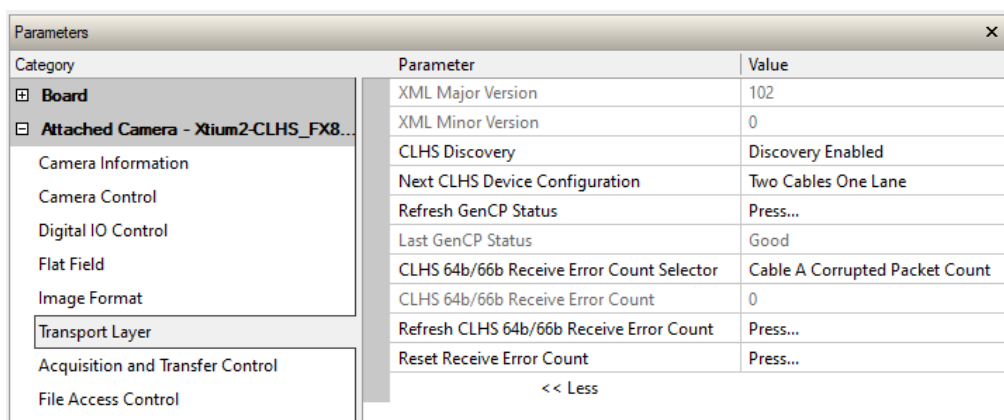 Parameters
Category
Parameter Value
Board
Attached Camera - Xtium2-CLHS_FX8...
Camera Information
Camera Control
Digital IO Control
Flat Field
Image Format
Transport Layer
Acquisition and Transfer Control
File Access Control
XML Major Version 102
XML Minor Version 0
CLHS Discovery Discovery Enabled
Next CLHS Device Configuration Two Cables One Lane
Refresh GenCP Status Press...
Last GenCP Status Good
CLHS 64b/66b Receive Error Count Selector Cable A Corrupted Packet Count
CLHS 64b/66b Receive Error Count 0
Refresh CLHS 64b/66b Receive Error Count Press...
Reset Receive Error Count Press...
<< Less